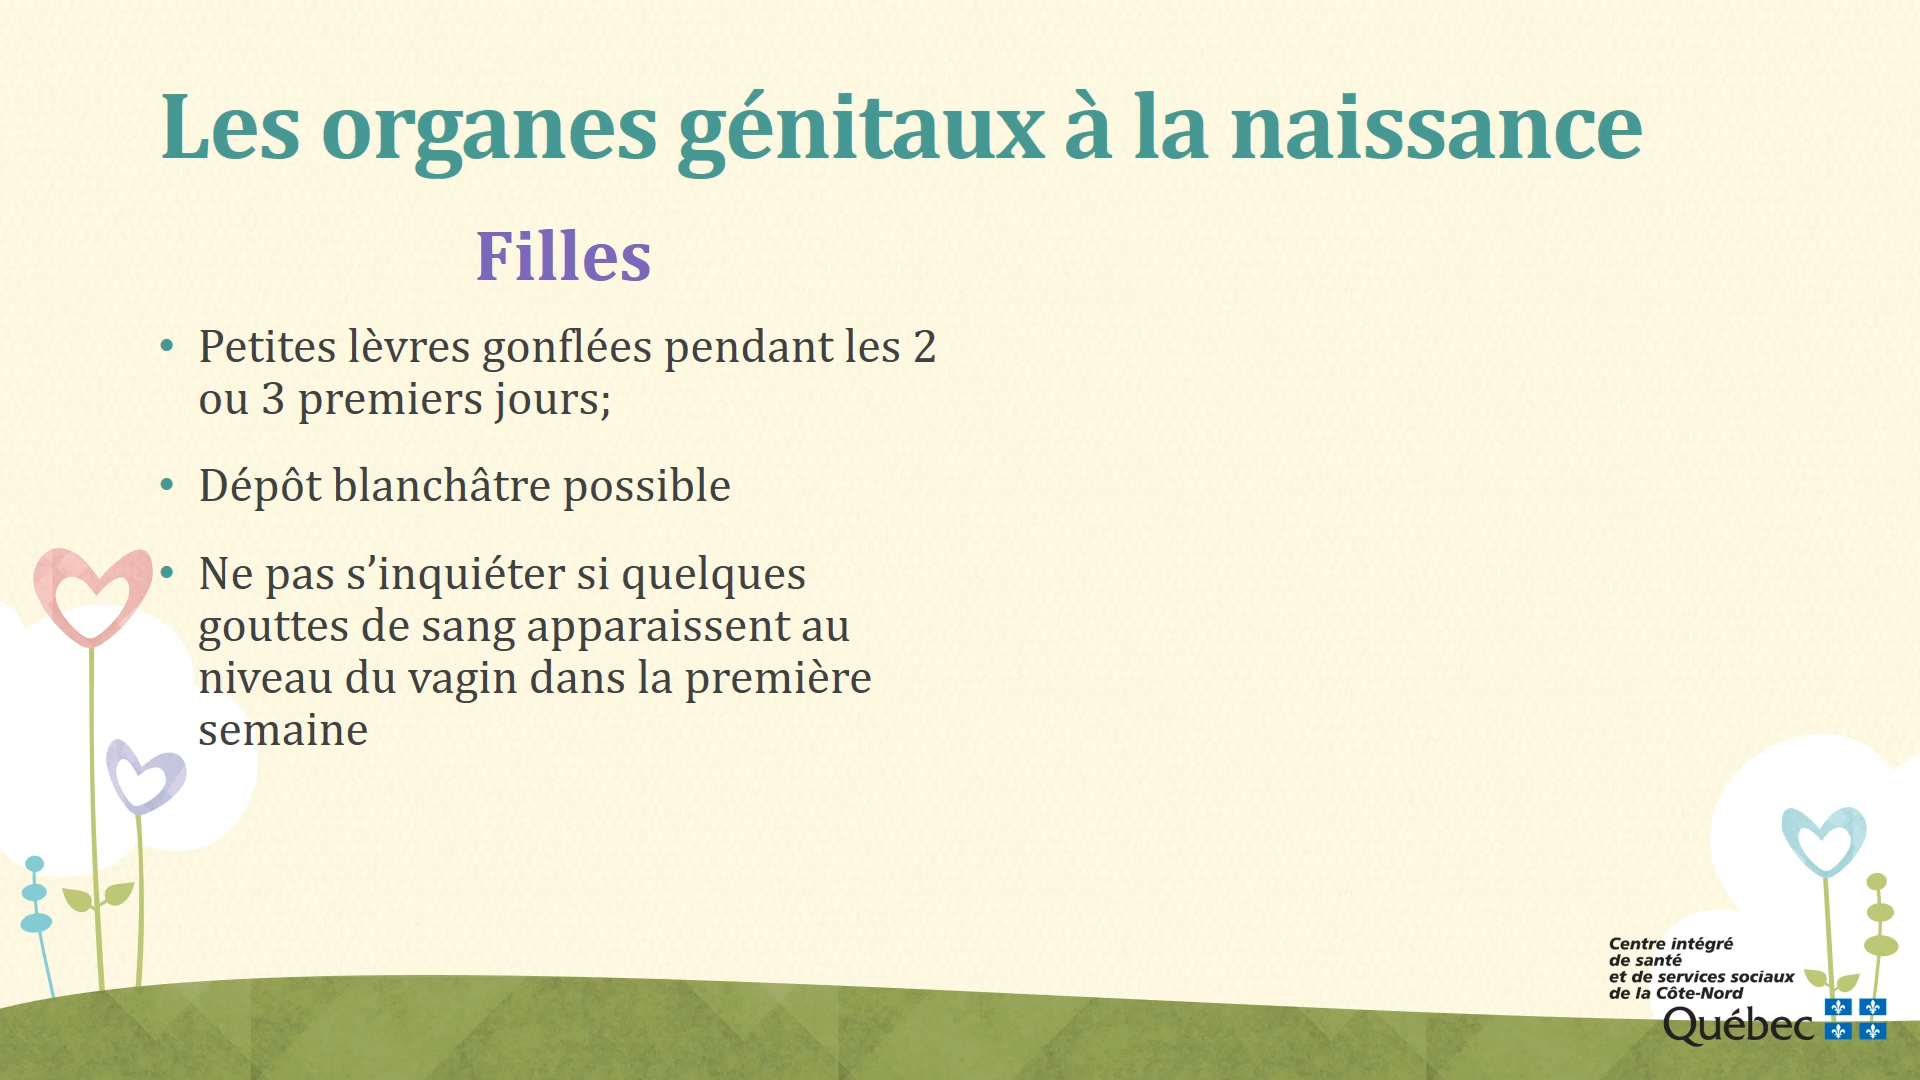 Les organes génitaux à la naissance
Filles
• Petites lèvres gonflées pendant les 2
ou 3 premiers jours;
• Dépôt blanchâtre possible
• Ne pas s’inquiéter si quelques
gouttes de sang apparaissent au
niveau du vagin dans la première
semaine
Centre intégré
de santé
et de services sociaux
de la Côte-Nord
Québec